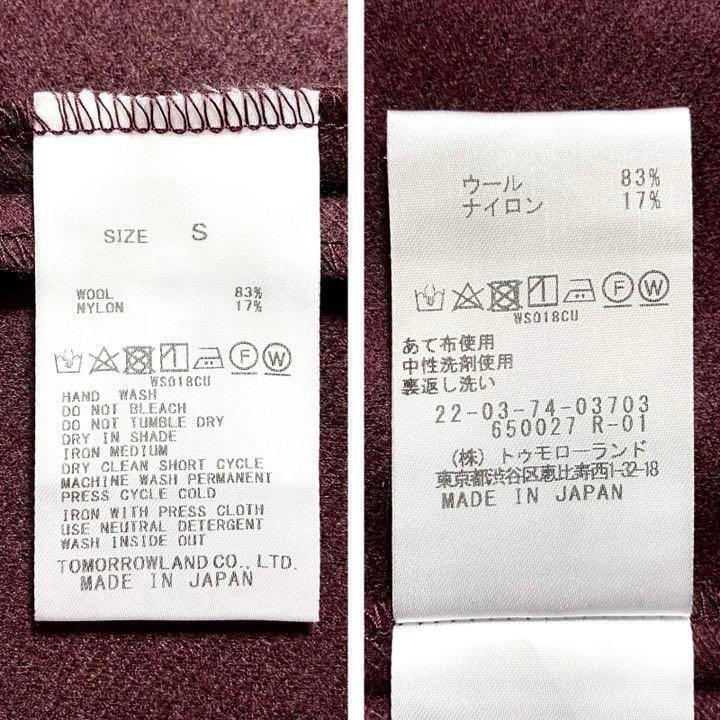 SIZE S
WOOL 83%
NYLON 17%
WS018CU
HAND WASH
DO NOT BLEACH
DO NOT TUMBLE DRY
DRY IN SHADE
IRON MEDIUM
DRY CLEAN SHORT CYCLE
MACHINE WASH PERMANENT
PRESS CYCLE COLD
IRON WITH PRESS CLOTH
USE NEUTRAL DETERGENT
WASH INSIDE OUT
TOMORROWLAND CO., LTD.
MADE IN JAPAN
ウール 83%
ナイロン 17%
F W
WS018CU
あて布使用
中性洗剤使用
裏返し洗い
22-03-74-03703
650027 R-01
(株) トゥモローランド
東京都渋谷区恵比寿西1-32-18
MADE IN JAPAN